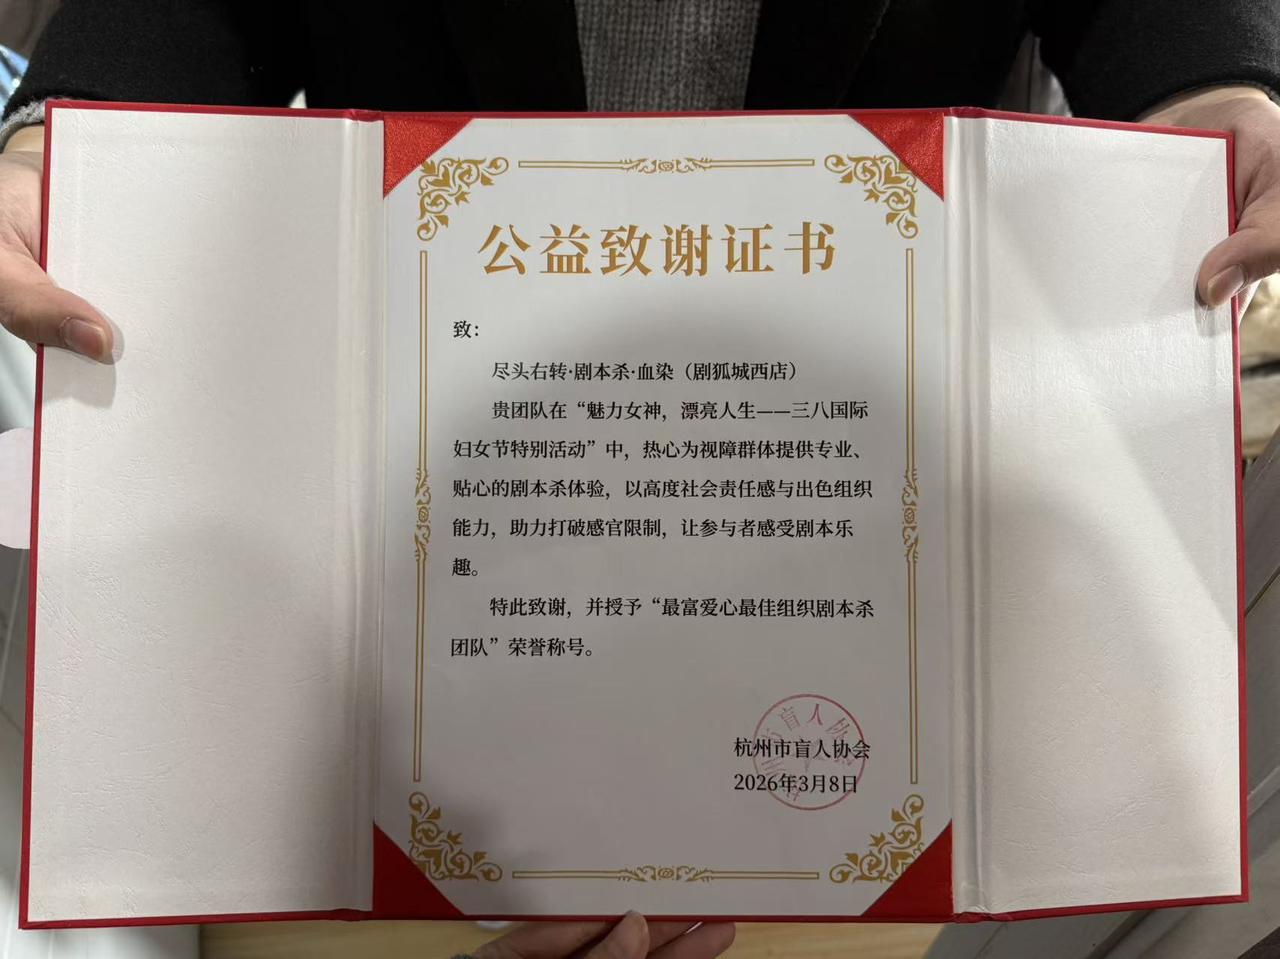 公益致谢证书
致：
尽头右转·剧本杀·血染（剧狐城西店）
贵团队在“魅力女神，漂亮人生——三八国际
妇女节特别活动”中，热心为视障群体提供专业、
贴心的剧本杀体验，以高度社会责任感与出色组织
能力，助力打破感官限制，让参与者感受剧本乐
趣。
特此致谢，并授予“最富爱心最佳组织剧本杀
团队”荣誉称号。
杭州市盲人协会
2026年3月8日